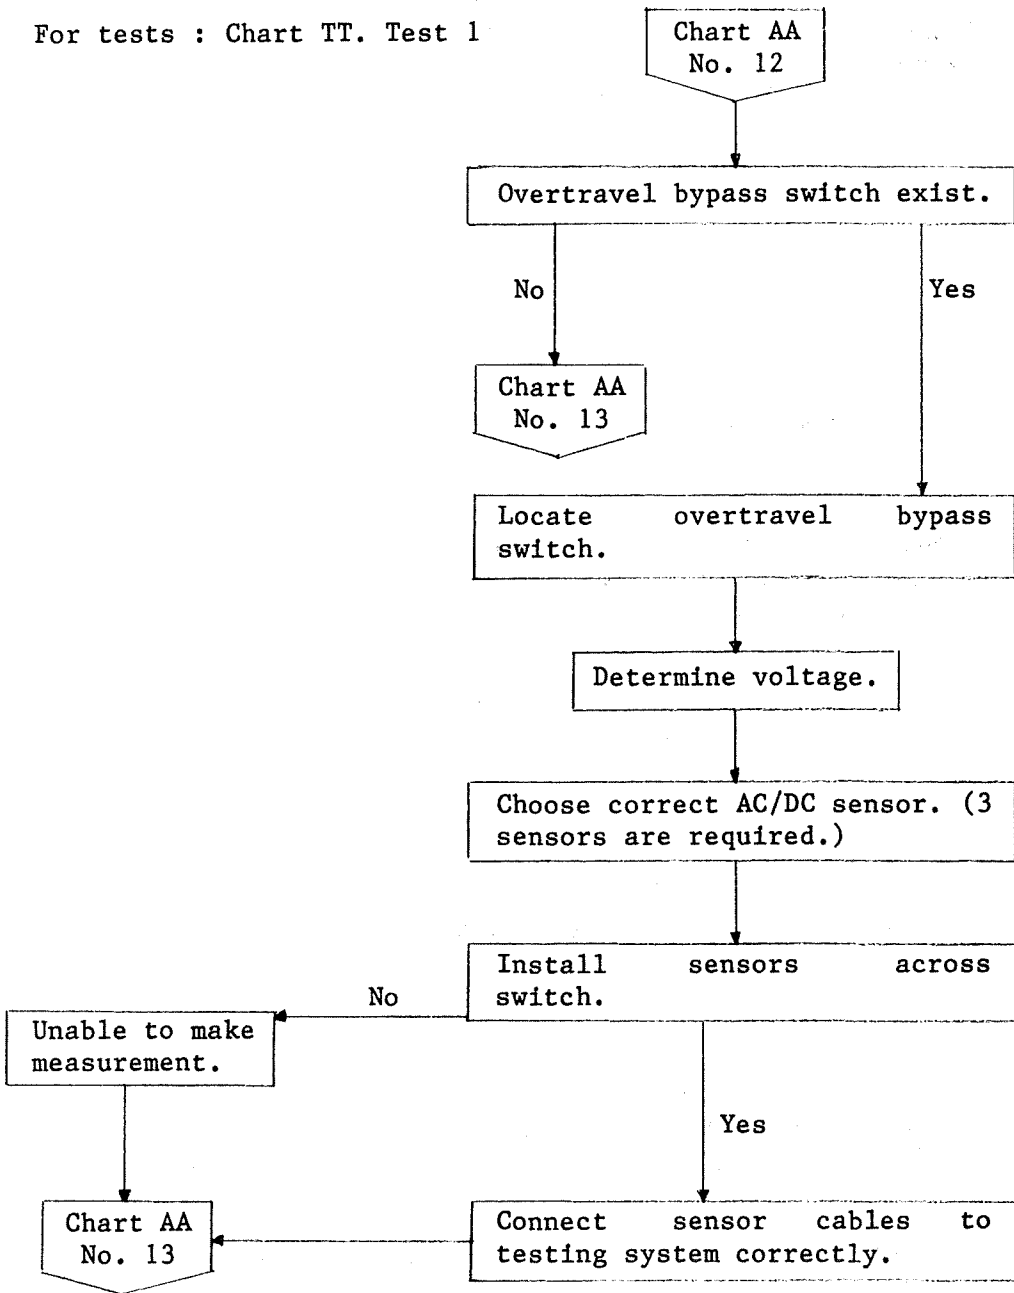 For tests : Chart TT. Test 1
Chart AA
No. 12
Overtravel bypass switch exist.
No
Yes
Chart AA
No. 13
Locate overtravel bypass
switch.
Determine voltage.
Choose correct AC/DC sensor. (3
sensors are required.)
Install sensors across
switch.
No
Unable to make
measurement.
Yes
Chart AA
No. 13
Connect sensor cables to
testing system correctly.